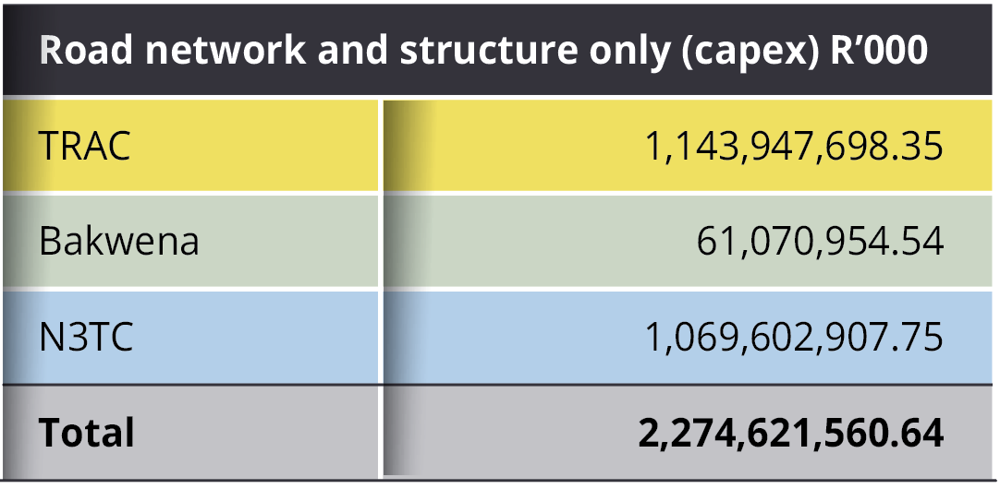 Road network and structure only (capex) R’000
TRAC 1,143,947,698.35
Bakwena 61,070,954.54
N3TC 1,069,602,907.75
Total 2,274,621,560.64